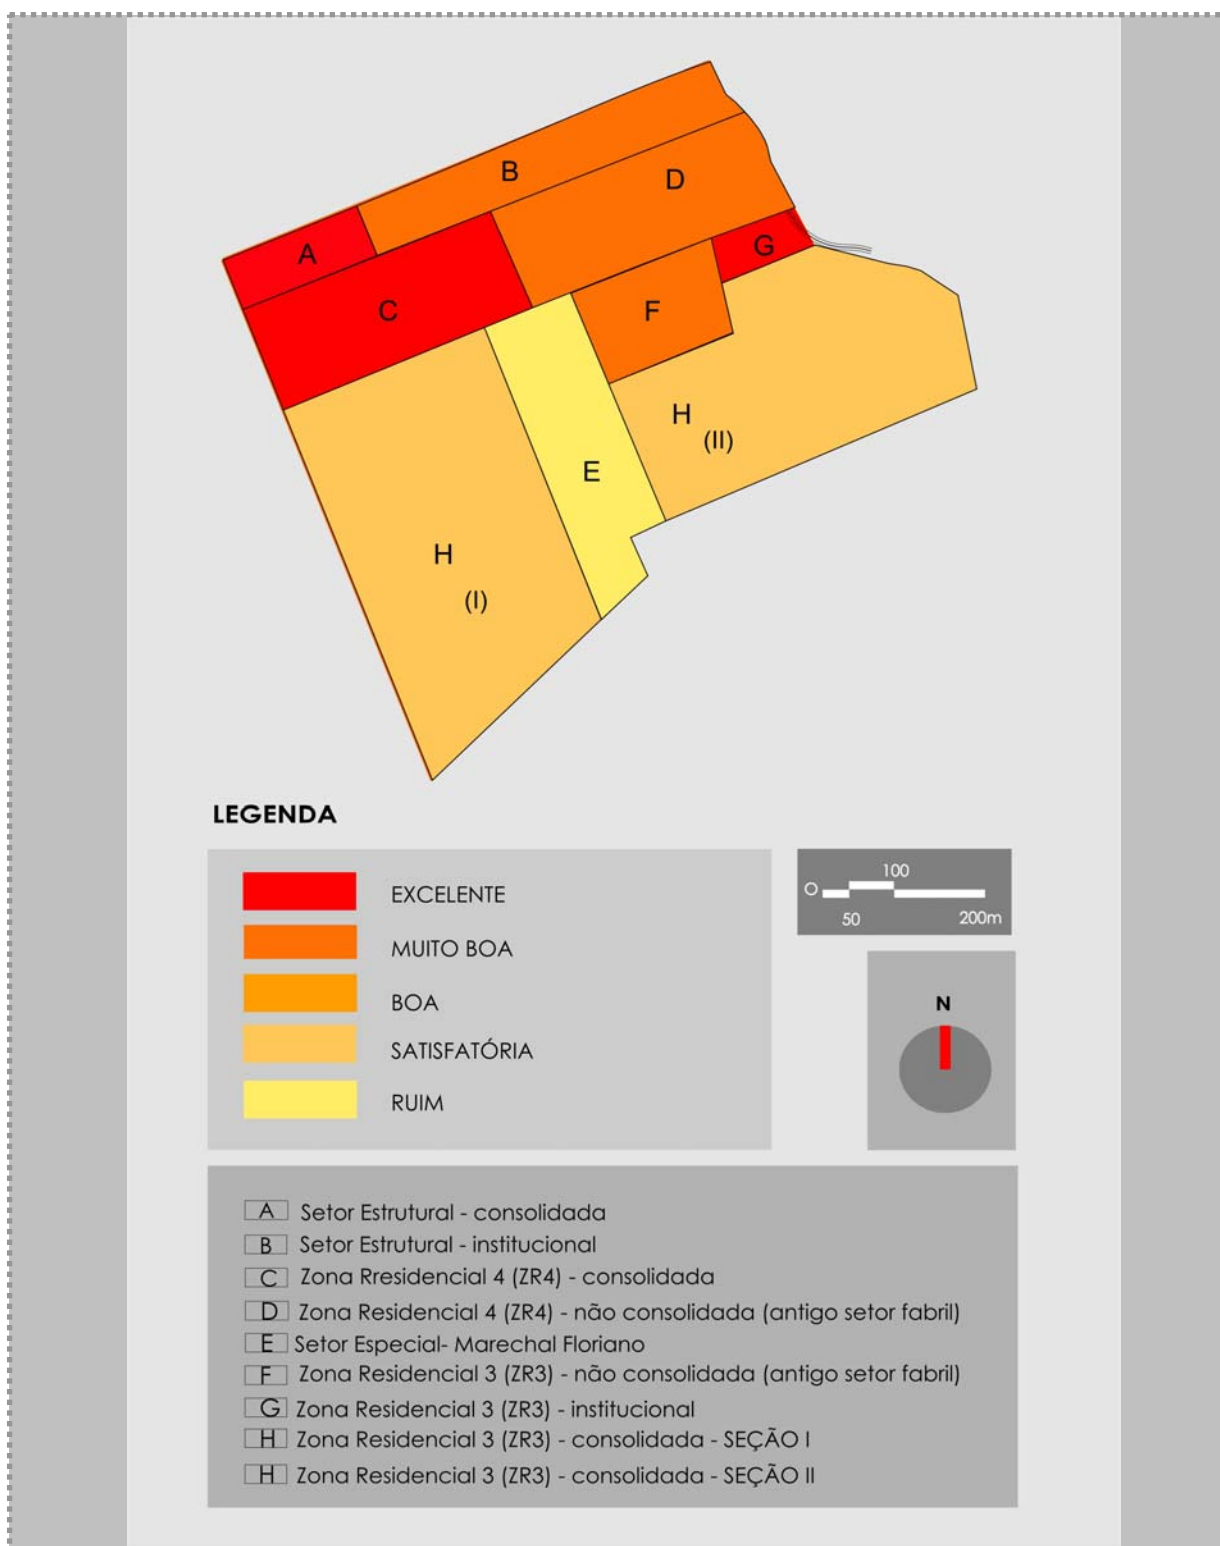 B
D
A
G
C
F
H
(II)
E
H
(I)
LEGENDA
EXCELENTE
MUITO BOA
BOA
SATISFATÓRIA
RUIM
O
100
50
200m
N
A Setor Estrutural - consolidada
B Setor Estrutural - institucional
C Zona Rresidencial 4 (ZR4) - consolidada
D Zona Residencial 4 (ZR4) - não consolidada (antigo setor fabril)
E Setor Especial- Marechal Floriano
F Zona Residencial 3 (ZR3) - não consolidada (antigo setor fabril)
G Zona Residencial 3 (ZR3) - institucional
H Zona Residencial 3 (ZR3) - consolidada - SEÇÃO I
H Zona Residencial 3 (ZR3) - consolidada - SEÇÃO II